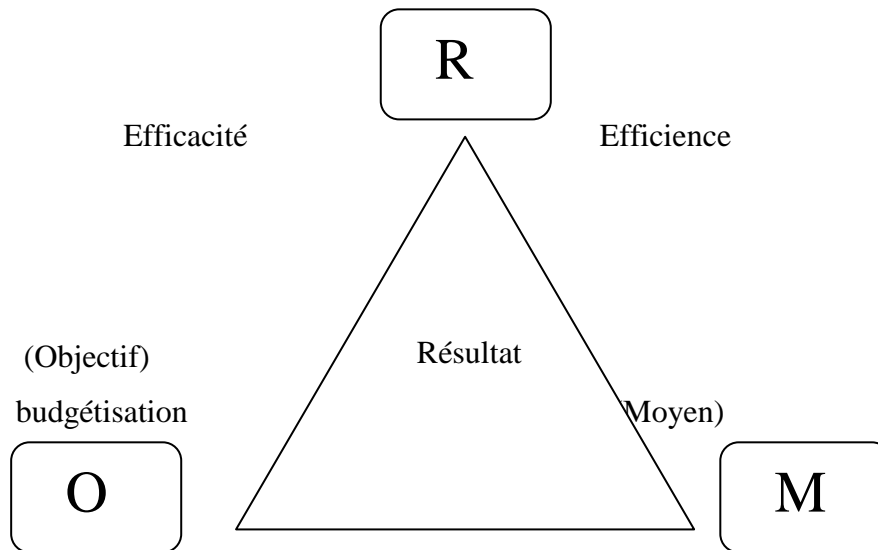 R
Efficacité Efficience
(Objectif) Résultat
budgétisation (Moyen)
O M